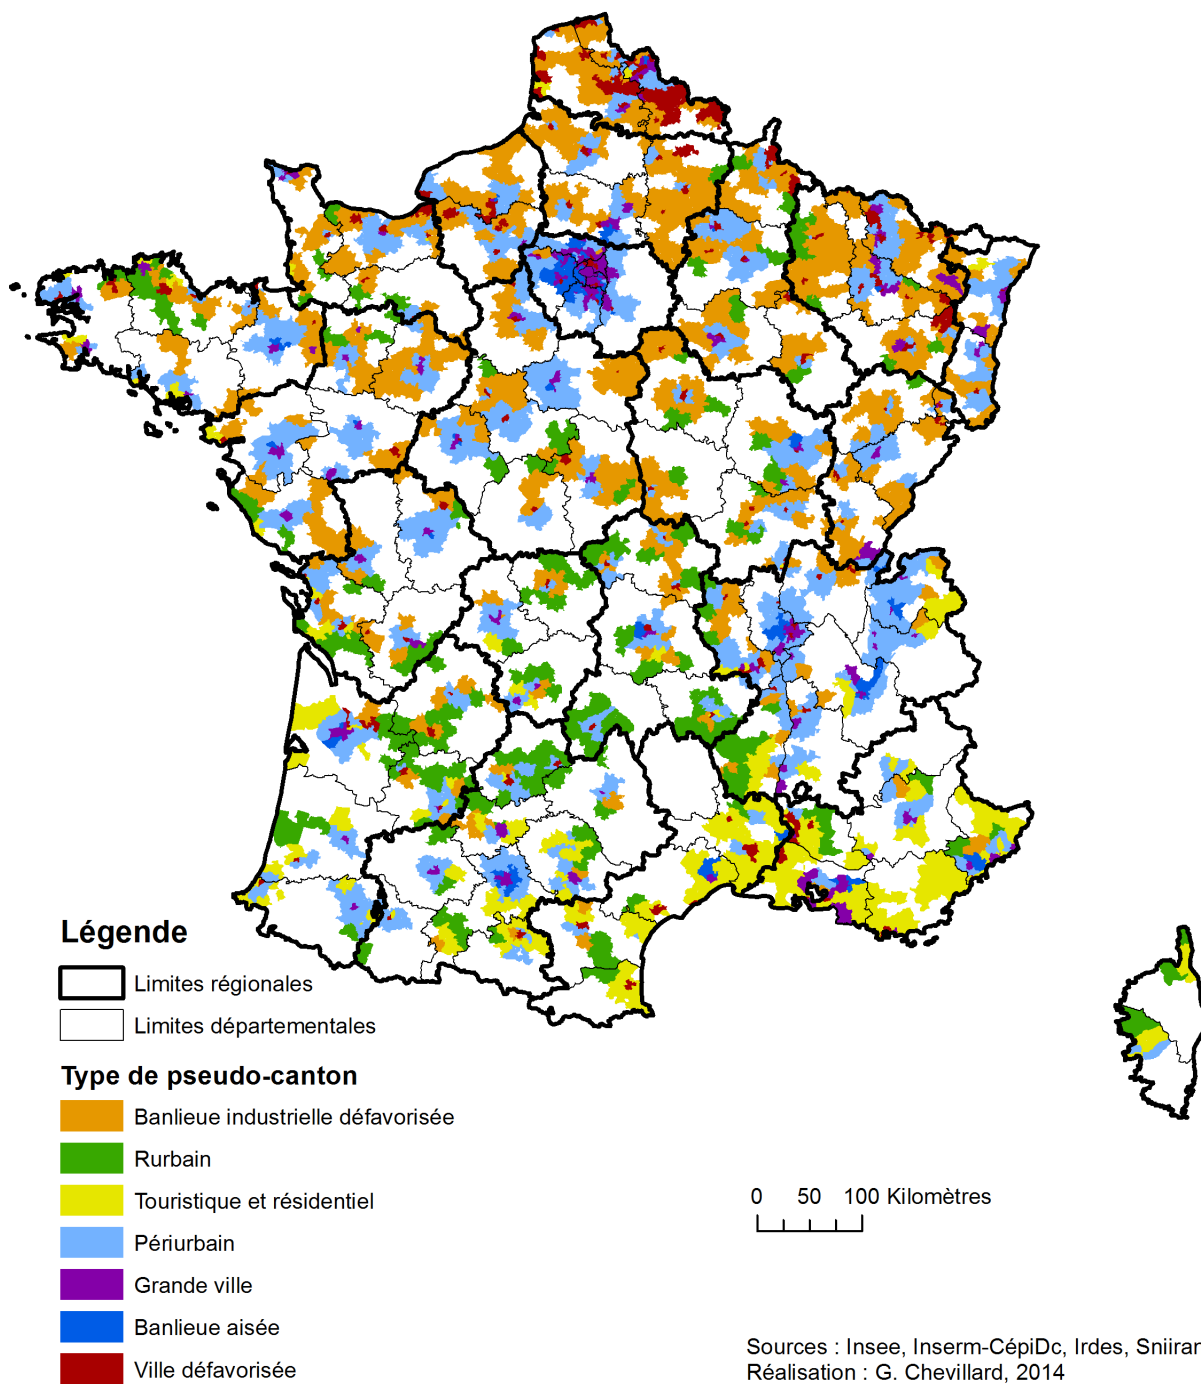 Légende
Limites régionales
Limites départementales
Type de pseudo-canton
Banlieue industrielle défavorisée
Rurbain
Touristique et résidentiel
Périurbain
Grande ville
Banlieue aisée
Ville défavorisée
0 50 100 Kilomètres
Sources : Insee, Inserm-CépiDc, Irdes, Sniiran
Réalisation : G. Chevillard, 2014